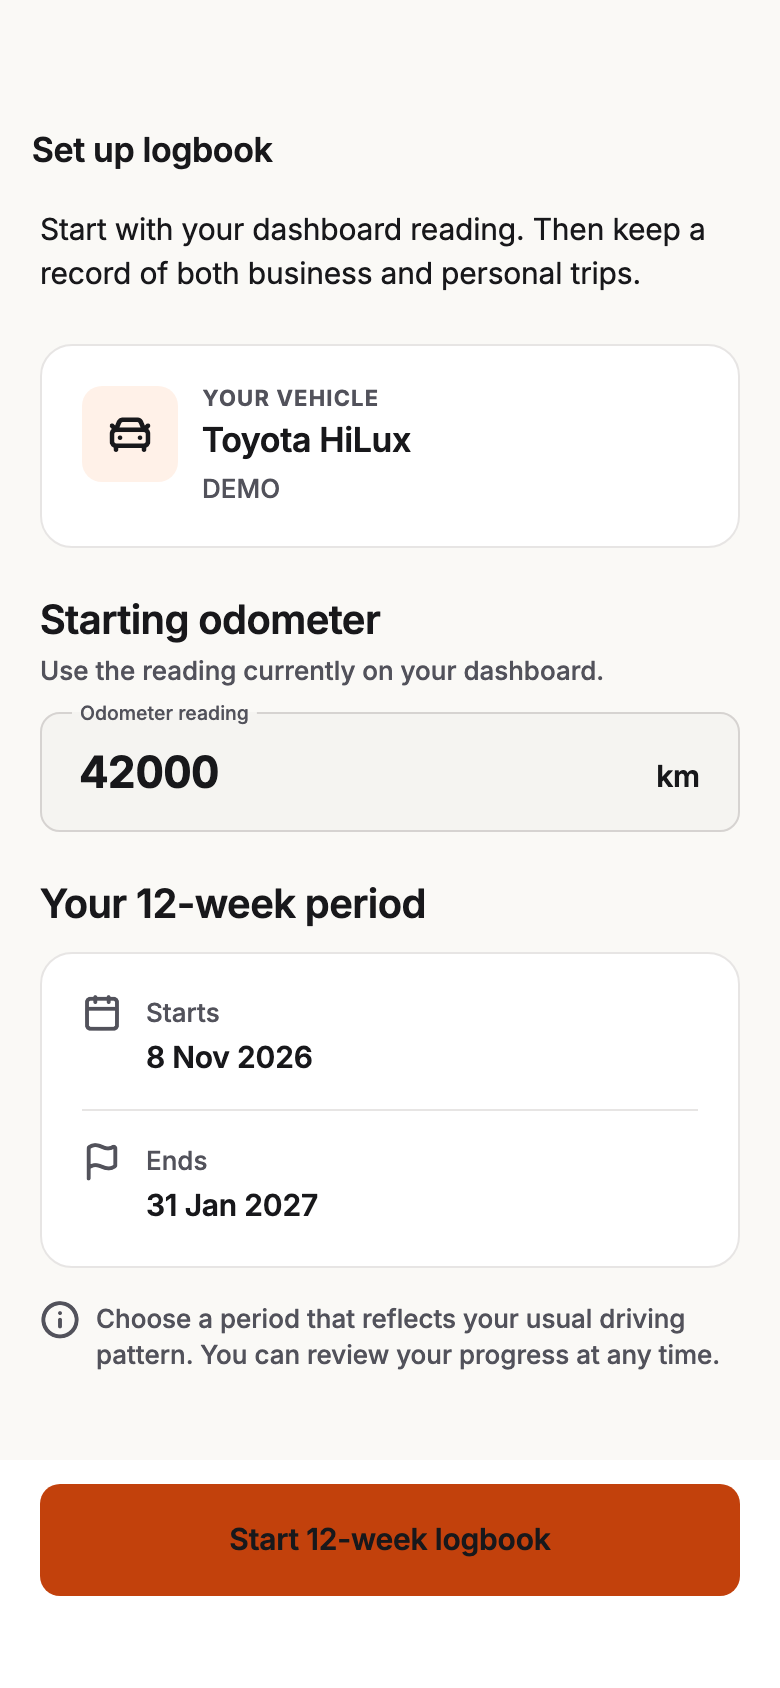 Set up logbook
Start with your dashboard reading. Then keep a
record of both business and personal trips.
YOUR VEHICLE
Toyota HiLux
DEMO
Starting odometer
Use the reading currently on your dashboard.
Odometer reading
42000 km
Your 12-week period
Starts
8 Nov 2026
Ends
31 Jan 2027
Choose a period that reflects your usual driving
pattern. You can review your progress at any time.
Start 12-week logbook